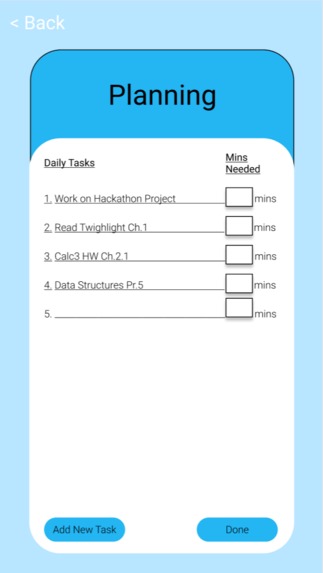 < Back
Planning
Daily Tasks
Mins
Needed
1. Work on Hackathon Project mins
2. Read Twighlight Ch.1 mins
3. Calc3 HW Ch.2.1 mins
4. Data Structures Pr.5 mins
5. mins
Add New Task
Done